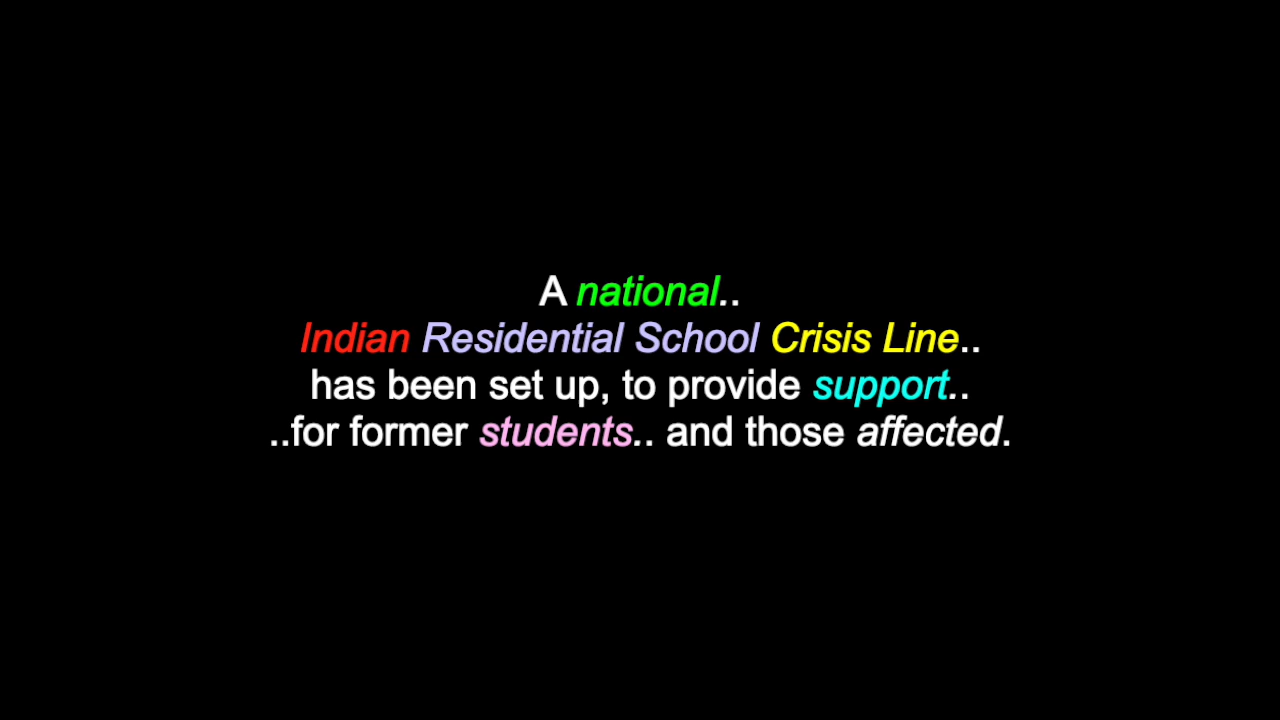 A national..
Indian Residential School Crisis Line..
has been set up, to provide support..
..for former students.. and those affected.